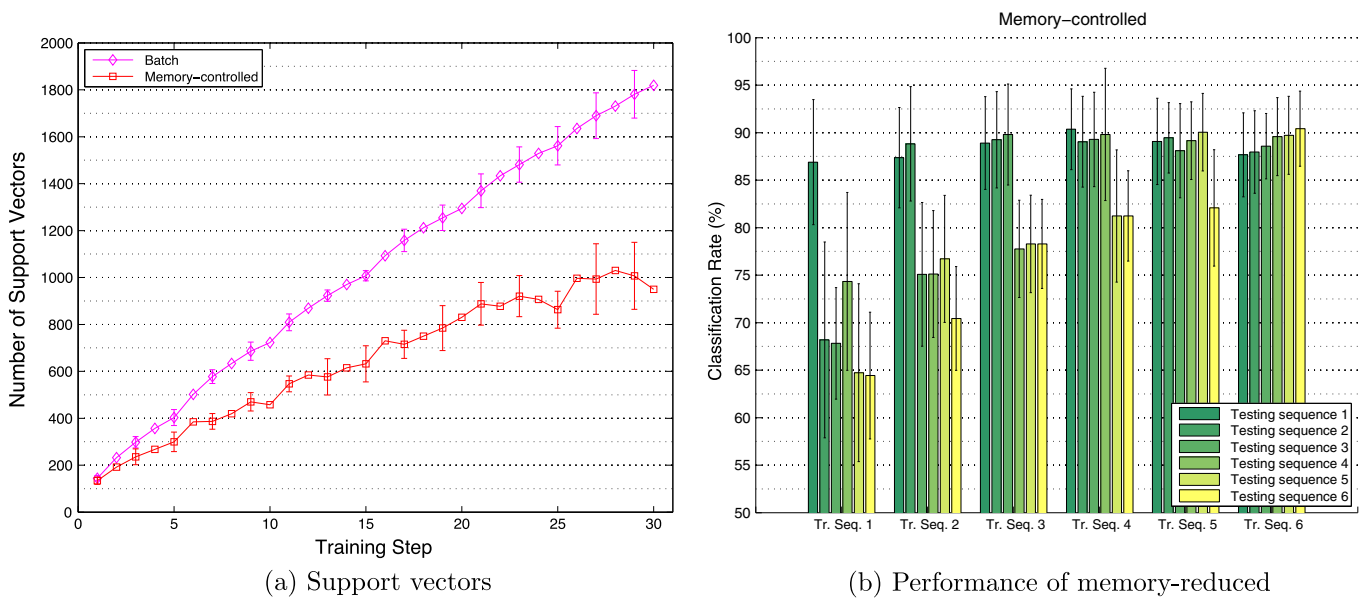 2000
1800
1600
1400
1200
1000
800
600
400
200
0
Number of Support Vectors
Batch
Memory-controlled
0 5 10 15 20 25 30
Training Step
(a) Support vectors
Memory-controlled
100
95
90
85
80
75
70
65
60
55
50
Classification Rate (%)
Testing sequence 1
Testing sequence 2
Testing sequence 3
Testing sequence 4
Testing sequence 5
Testing sequence 6
Tr. Seq. 1 Tr. Seq. 2 Tr. Seq. 3 Tr. Seq. 4 Tr. Seq. 5 Tr. Seq. 6
(b) Performance of memory-reduced